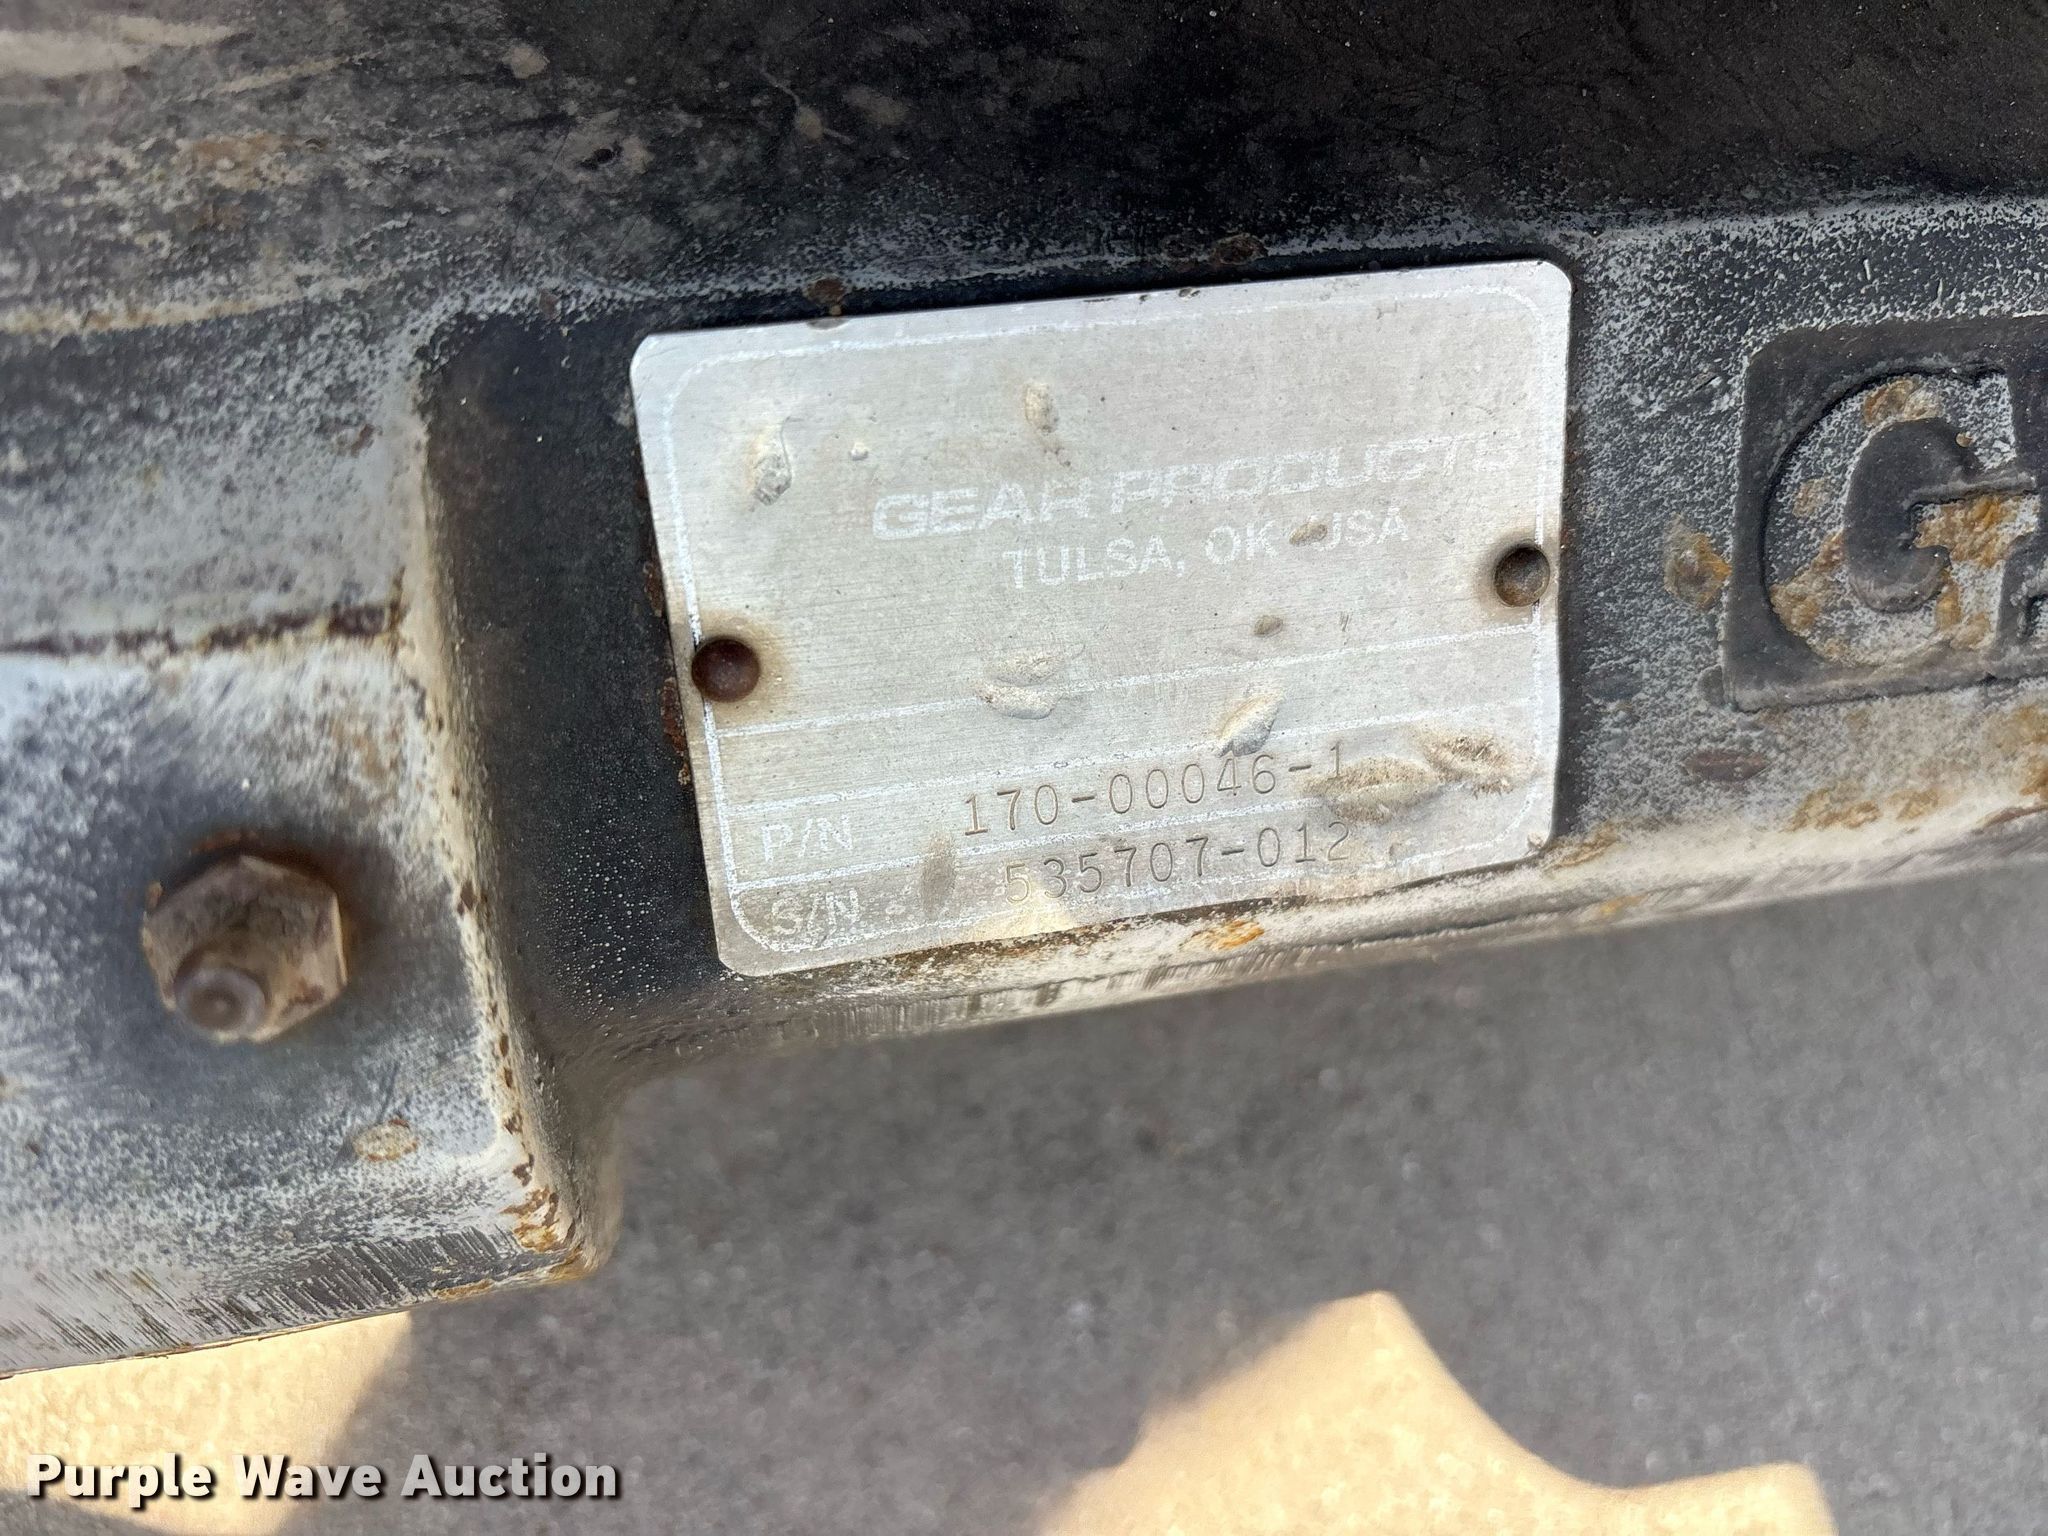 GEAR PRODUCTS
TULSA, OK USA
P/N 170-00046-1
S/N 535707-012
Purple Wave Auction